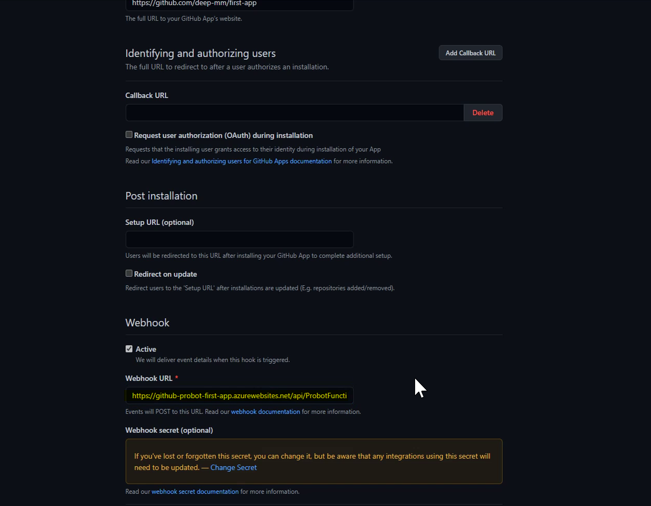 https://github.com/deep-mm/first-app
The full URL to your GitHub App's website.
Identifying and authorizing users
Add Callback URL
The full URL to redirect to after a user authorizes an installation.
Callback URL
Delete
Request user authorization (OAuth) during installation
Requests that the installing user grants access to their identity during installation of your App
Read our Identifying and authorizing users for GitHub Apps documentation for more information.
Post installation
Setup URL (optional)
Users will be redirected to this URL after installing your GitHub App to complete additional setup.
Redirect on update
Redirect users to the 'Setup URL' after installations are updated (E.g. repositories added/removed).
Webhook
Active
We will deliver event details when this hook is triggered.
Webhook URL *
https://github-probot-first-app.azurewebsites.net/api/ProbotFuncti
Events will POST to this URL. Read our webhook documentation for more information.
Webhook secret (optional)
If you've lost or forgotten this secret, you can change it, but be aware that any integrations using this secret will
need to be updated. — Change Secret
Read our webhook secret documentation for more information.